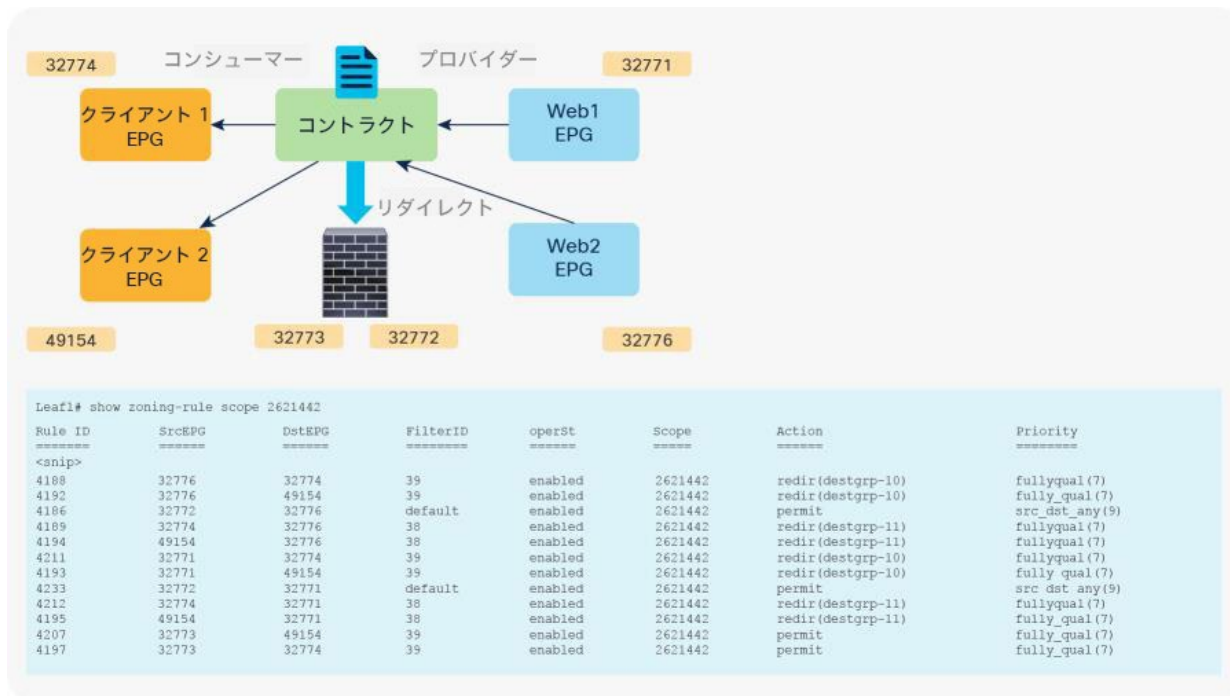 32774
コンシューマー
プロバイダー
32771
クライアント 1
EPG
コントラクト
Web1
EPG
リダイレクト
クライアント 2
EPG
Web2
EPG
49154
32773
32772
32776
Leaf1# show zoning-rule scope 2621442
Rule ID SrcEPG DstEPG FilterID operSt Scope Action Priority
======= ====== ====== ======== ====== ===== ====== ========
<snip>
4188 32776 32774 39 enabled 2621442 redir(destgrp-10) fullyqual(7)
4192 32776 49154 39 enabled 2621442 redir(destgrp-10) fully_qual(7)
4186 32772 32776 default enabled 2621442 permit src_dst_any(9)
4189 32774 32776 38 enabled 2621442 redir(destgrp-11) fullyqual(7)
4194 49154 32776 38 enabled 2621442 redir(destgrp-11) fullyqual(7)
4211 32771 32774 39 enabled 2621442 redir(destgrp-10) fullyqual(7)
4193 32771 49154 39 enabled 2621442 redir(destgrp-10) fully qual(7)
4233 32772 32771 default enabled 2621442 permit src dst any(9)
4212 32774 32771 38 enabled 2621442 redir(destgrp-11) fullyqual(7)
4195 49154 32771 38 enabled 2621442 redir(destgrp-11) fully_qual(7)
4207 32773 49154 39 enabled 2621442 permit fully_qual(7)
4197 32773 32774 39 enabled 2621442 permit fully_qual(7)